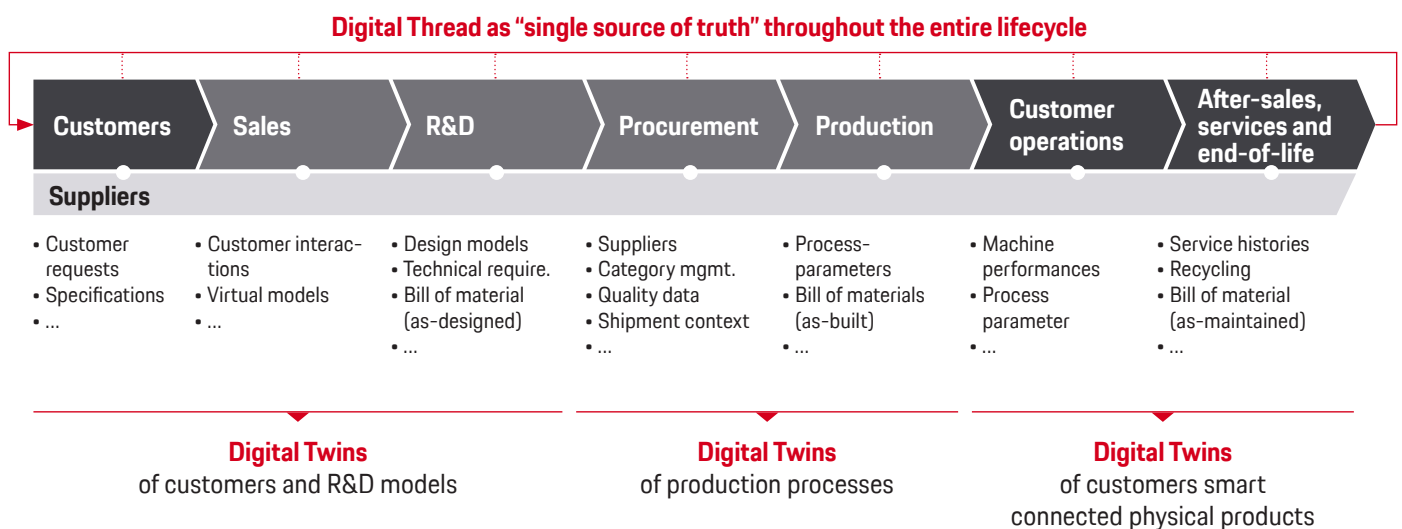 Digital Thread as “single source of truth” throughout the entire lifecycle
Customers
Sales
R&D
Procurement
Production
Customer
operations
After-sales,
services and
end-of-life
Suppliers
• Customer
requests
• Specifications
• ...
• Customer interac-
tions
• Virtual models
• ...
• Design models
• Technical require.
• Bill of material
(as-designed)
• ...
• Suppliers
• Category mgmt.
• Quality data
• Shipment context
• ...
• Process-
parameters
• Bill of materials
(as-built)
• ...
• Machine
performances
• Process
parameter
• ...
• Service histories
• Recycling
• Bill of material
(as-maintained)
• ...
Digital Twins
of customers and R&D models
Digital Twins
of production processes
Digital Twins
of customers smart
connected physical products